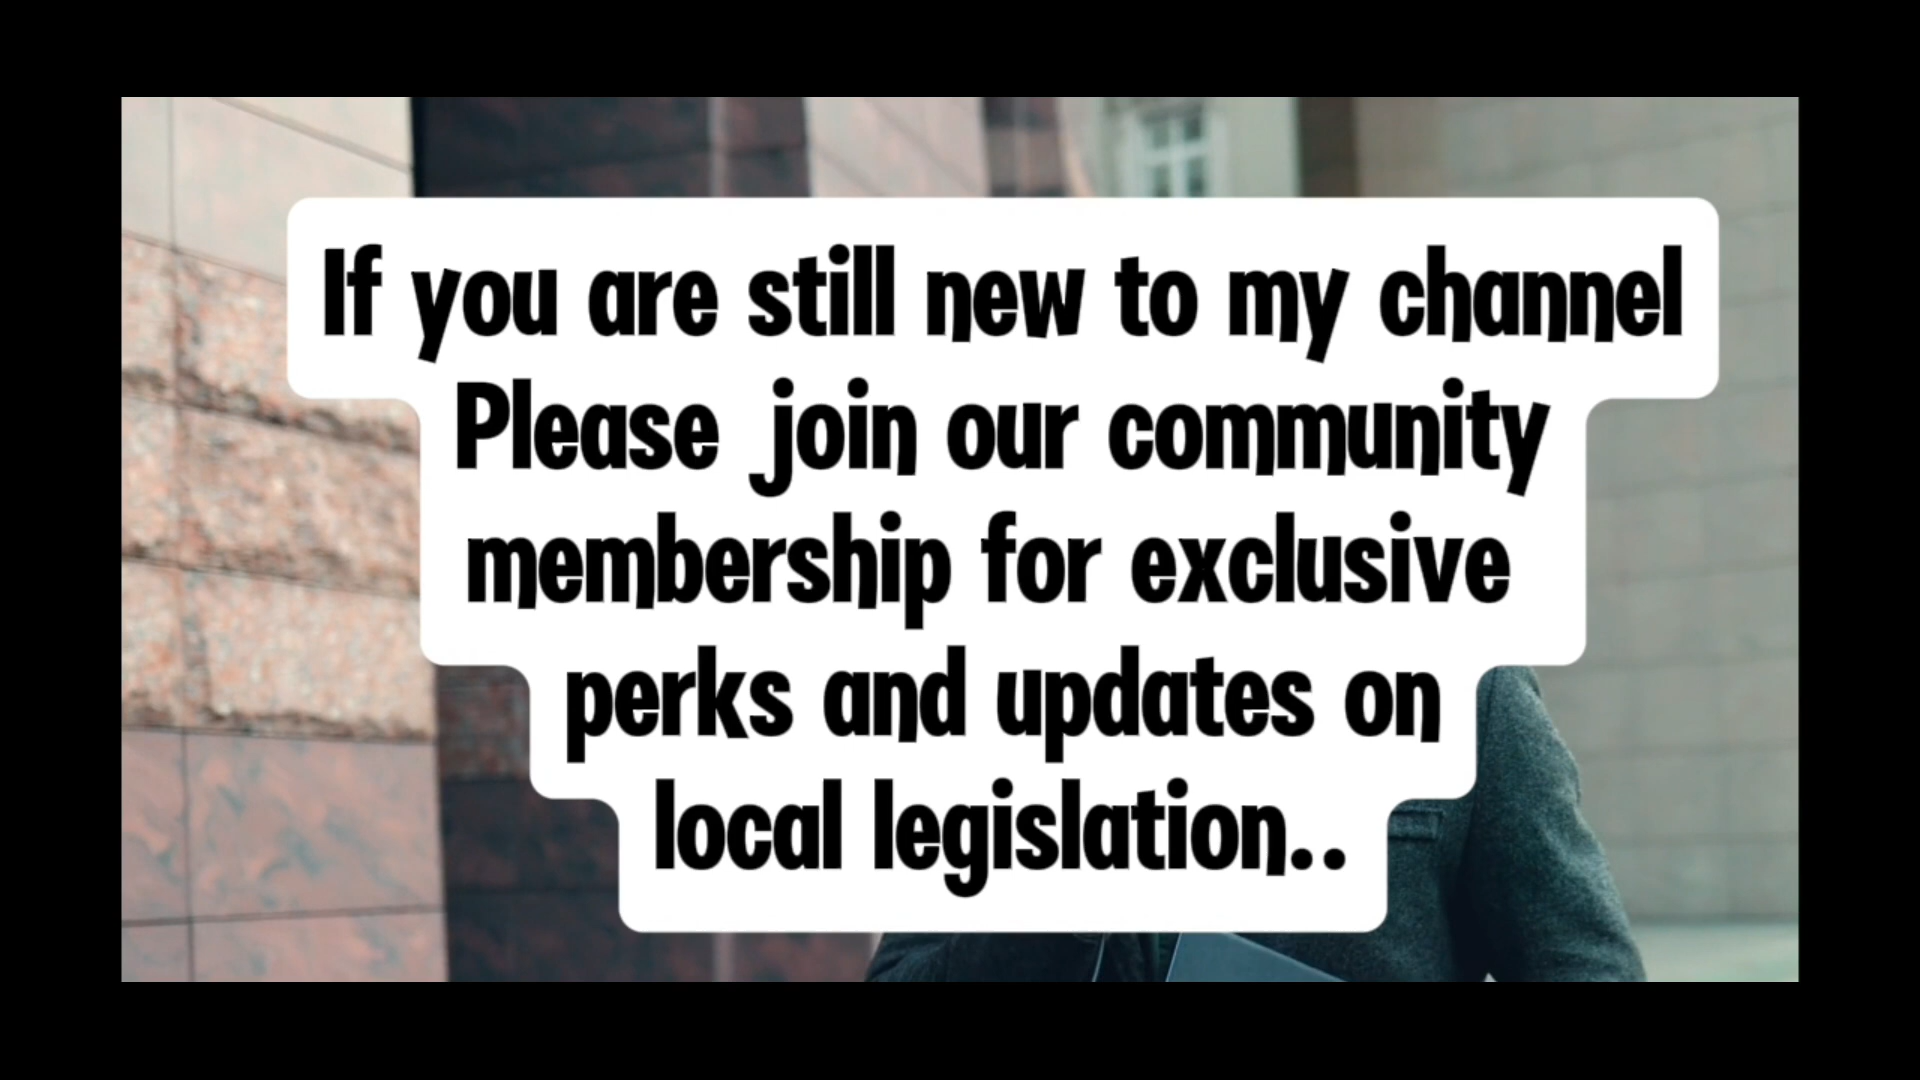 If you are still new to my channel
Please join our community
membership for exclusive
perks and updates on
local legislation..